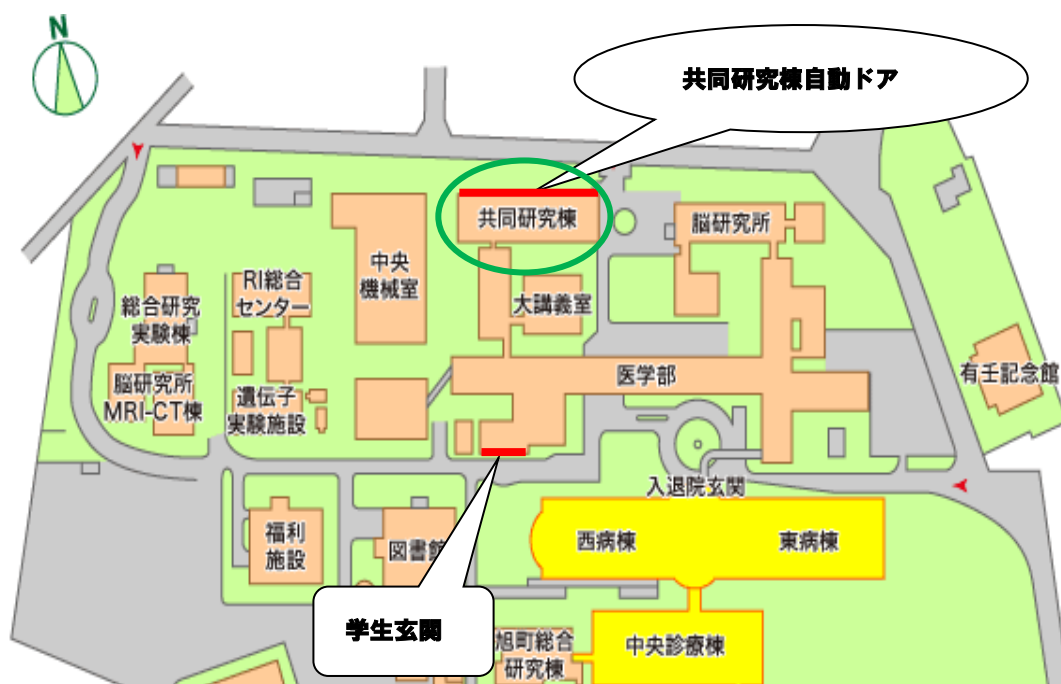 N
共同研究棟自動ドア
共同研究棟
脳研究所
中央
機械室
RI総合
センター
大講義室
総合研究
実験棟
医学部
有壬記念館
脳研究所
MRI-CT棟
遺伝子
実験施設
入退院玄関
福利
施設
図書館
西病棟
東病棟
学生玄関
旭町総合
研究棟
中央診療棟